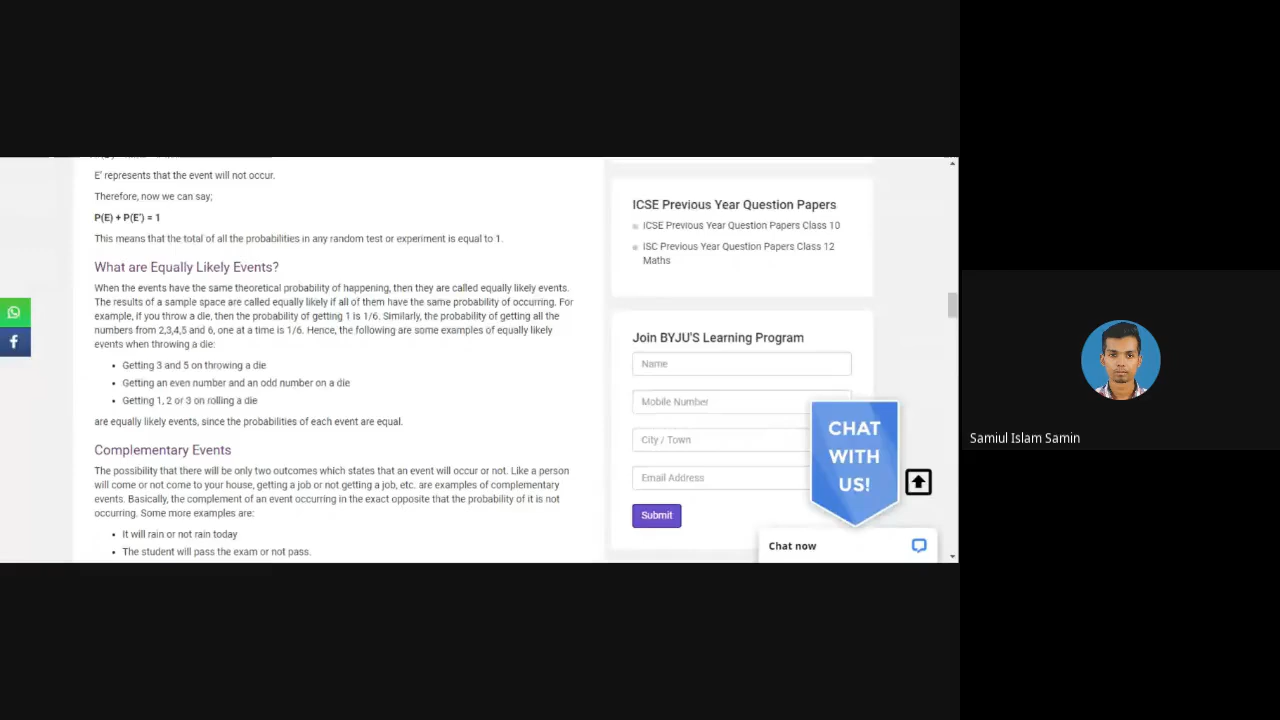 E' represents that the event will not occur.
Therefore, now we can say;
P(E) + P(E') = 1
This means that the total of all the probabilities in any random test or experiment is equal to 1.
What are Equally Likely Events?
When the events have the same theoretical probability of happening, then they are called equally likely events.
The results of a sample space are called equally likely if all of them have the same probability of occurring. For
example, if you throw a die, then the probability of getting 1 is 1/6. Similarly, the probability of getting all the
numbers from 2,3,4,5 and 6, one at a time is 1/6. Hence, the following are some examples of equally likely
events when throwing a die:
• Getting 3 and 5 on throwing a die
• Getting an even number and an odd number on a die
• Getting 1, 2 or 3 on rolling a die
are equally likely events, since the probabilities of each event are equal.
Complementary Events
The possibility that there will be only two outcomes which states that an event will occur or not. Like a person
will come or not come to your house, getting a job or not getting a job, etc. are examples of complementary
events. Basically, the complement of an event occurring in the exact opposite that the probability of it is not
occurring. Some more examples are:
• It will rain or not rain today
• The student will pass the exam or not pass.
ICSE Previous Year Question Papers
ICSE Previous Year Question Papers Class 10
ISC Previous Year Question Papers Class 12
Maths
Join BYJU'S Learning Program
Name
Mobile Number
City / Town
Email Address
Submit
CHAT
WITH
US!
Chat now
Samiul Islam Samin